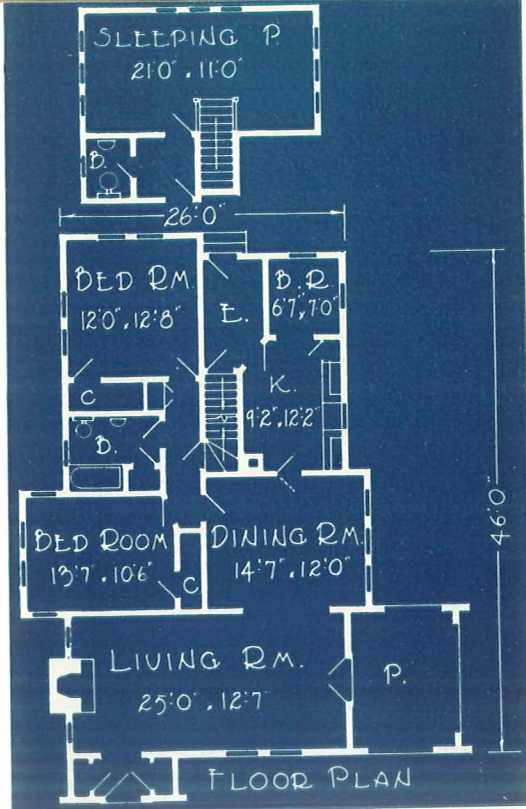 SLEEPING P.
21'0" . 11'0"
B.
26'0"
BED RM.
12'0" . 12'8"
E.
B.R.
6'7" . 7'0"
C
K.
9'2" . 12'2"
B.
BED ROOM
13'7" . 10'6"
C
DINING RM.
14'7" . 12'0"
46'0"
LIVING RM.
25'0" . 12'7"
P.
FLOOR PLAN